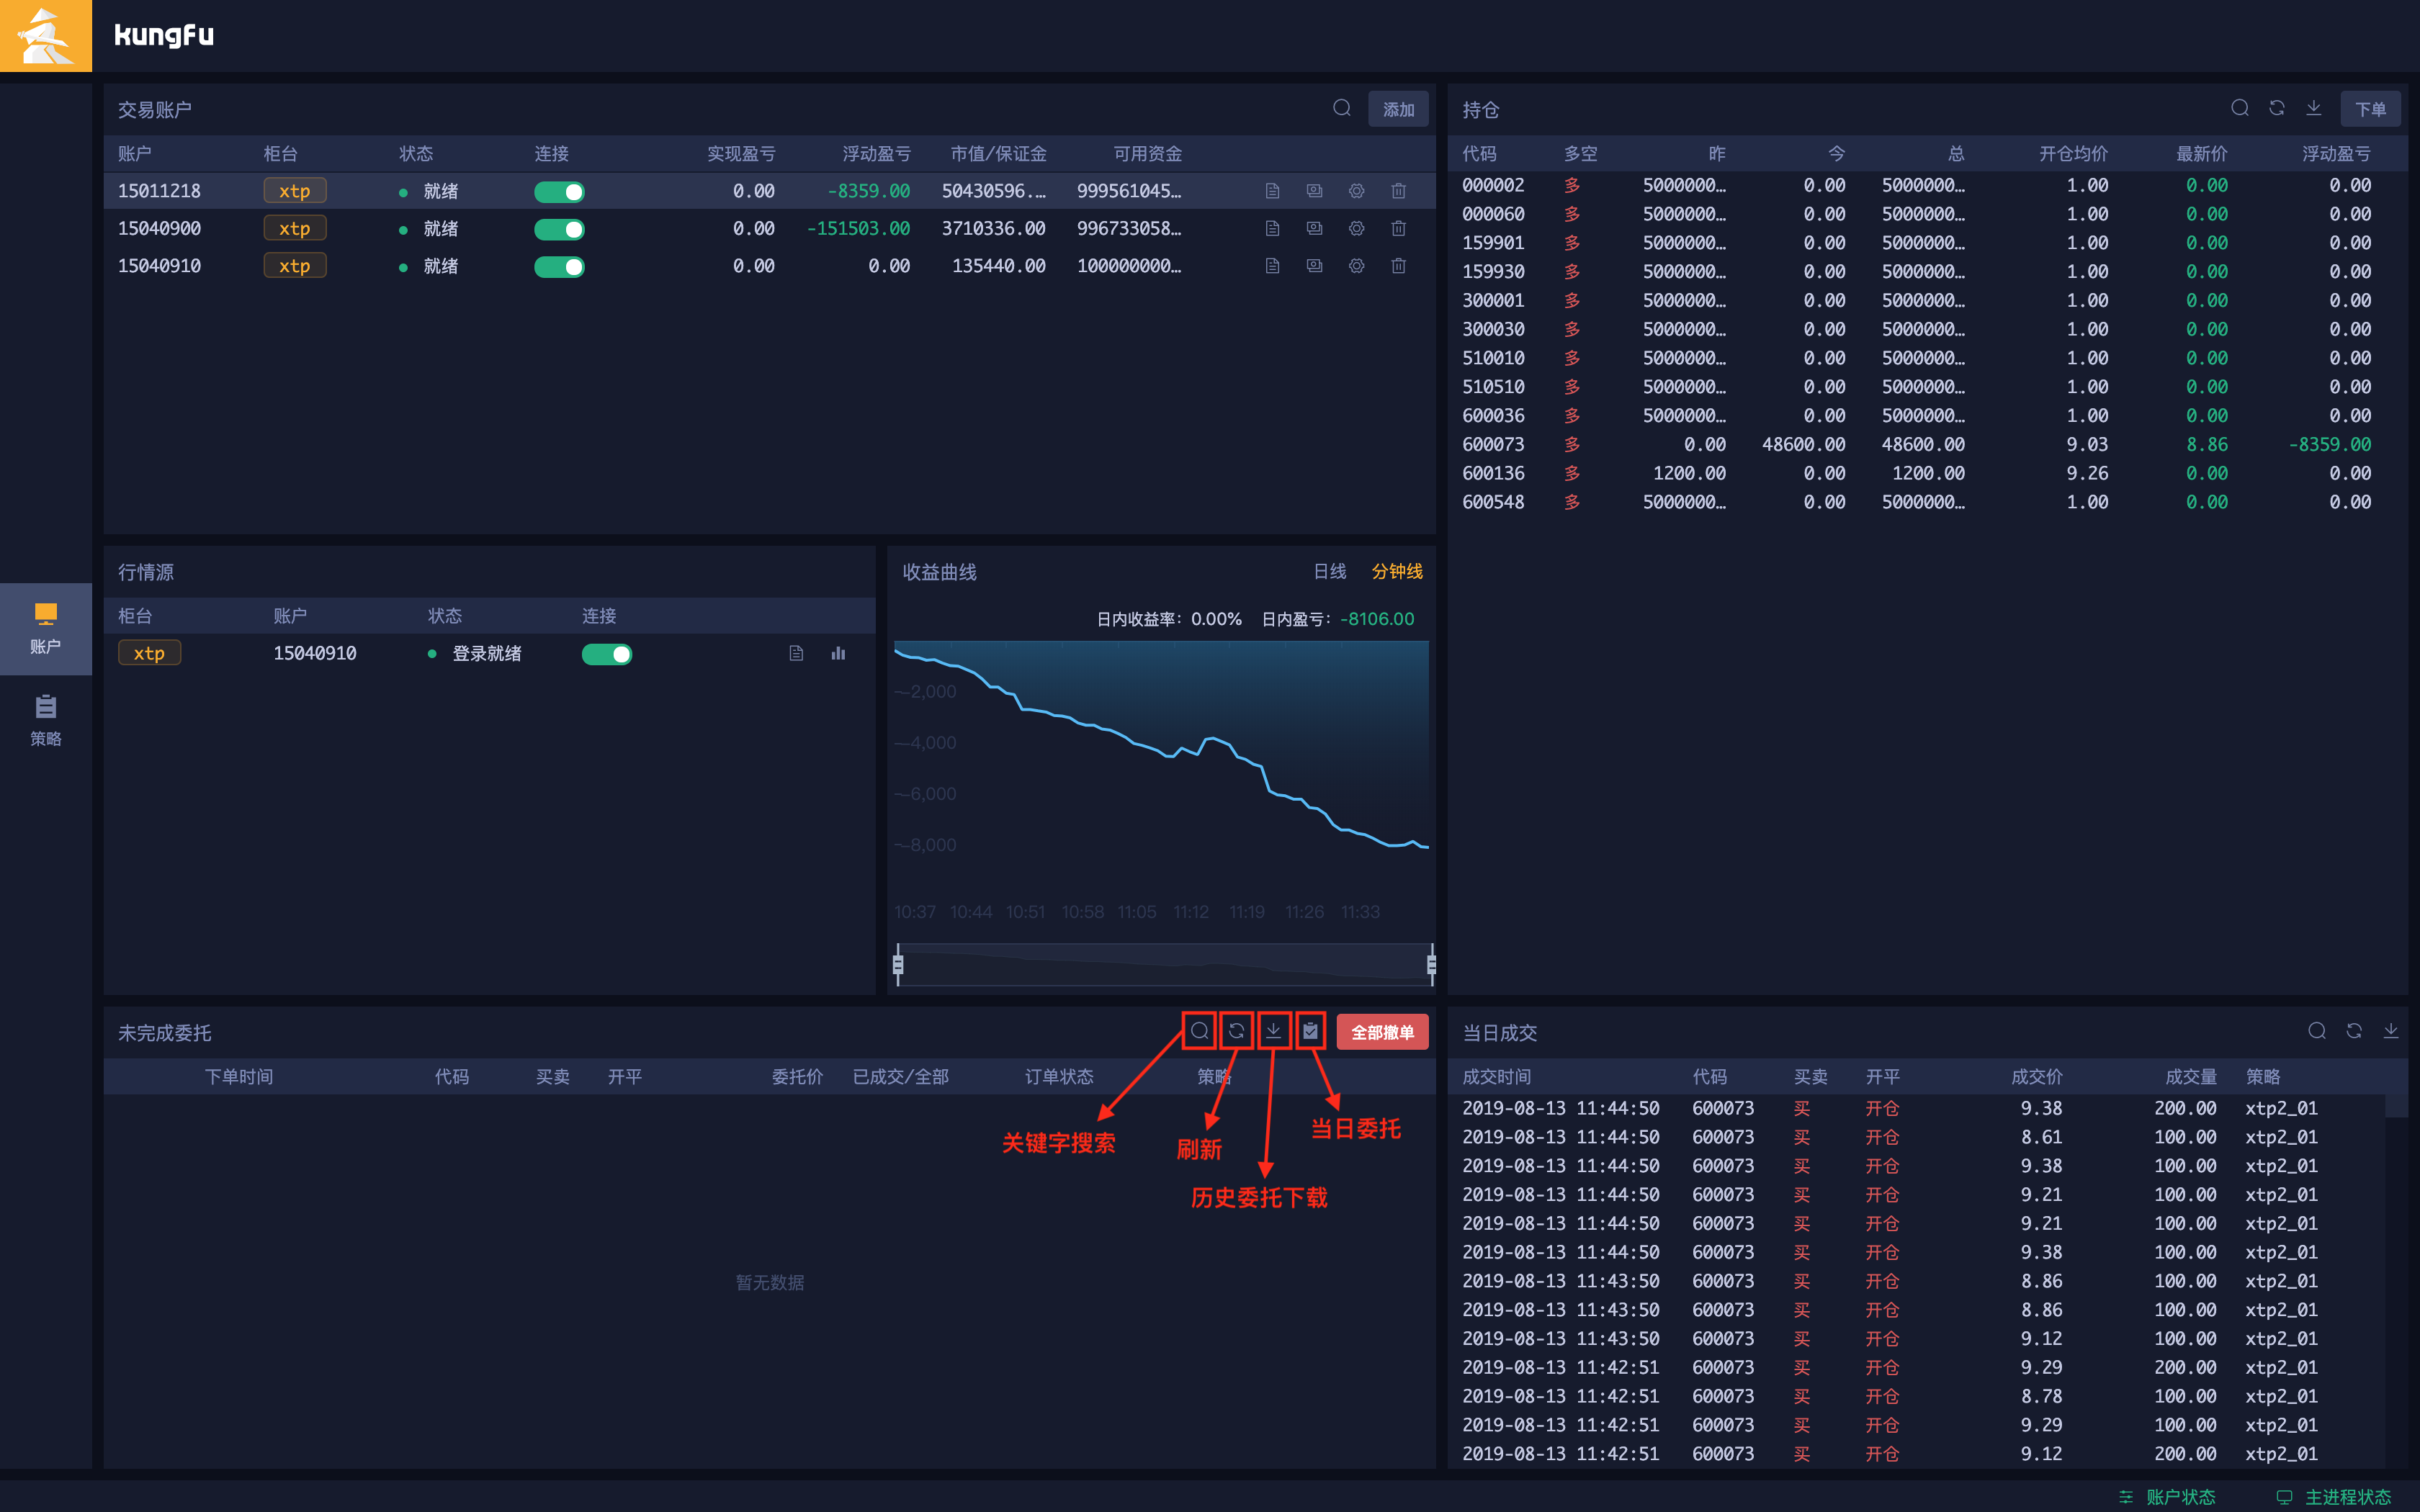 kungfu
交易账户
添加
账户 柜台 状态 连接 实现盈亏 浮动盈亏 市值/保证金 可用资金
15011218 xtp 就绪 0.00 -8359.00 50430596.... 999561045...
15040900 xtp 就绪 0.00 -151503.00 3710336.00 996733058...
15040910 xtp 就绪 0.00 0.00 135440.00 100000000...
持仓
下单
代码 多空 昨 今 总 开仓均价 最新价 浮动盈亏
000002 多 5000000... 0.00 5000000... 1.00 0.00 0.00
000060 多 5000000... 0.00 5000000... 1.00 0.00 0.00
159901 多 5000000... 0.00 5000000... 1.00 0.00 0.00
159930 多 5000000... 0.00 5000000... 1.00 0.00 0.00
300001 多 5000000... 0.00 5000000... 1.00 0.00 0.00
300030 多 5000000... 0.00 5000000... 1.00 0.00 0.00
510010 多 5000000... 0.00 5000000... 1.00 0.00 0.00
510510 多 5000000... 0.00 5000000... 1.00 0.00 0.00
600036 多 5000000... 0.00 5000000... 1.00 0.00 0.00
600073 多 0.00 48600.00 48600.00 9.03 8.86 -8359.00
600136 多 1200.00 0.00 1200.00 9.26 0.00 0.00
600548 多 5000000... 0.00 5000000... 1.00 0.00 0.00
账户
策略
行情源
柜台 账户 状态 连接
xtp 15040910 登录就绪
收益曲线
日线 分钟线
日内收益率: 0.00% 日内盈亏: -8106.00
-2,000
-4,000
-6,000
-8,000
10:37 10:44 10:51 10:58 11:05 11:12 11:19 11:26 11:33
未完成委托
全部撤单
下单时间 代码 买卖 开平 委托价 已成交/全部 订单状态 策略
关键字搜索
刷新
当日委托
历史委托下载
暂无数据
当日成交
成交时间 代码 买卖 开平 成交价 成交量 策略
2019-08-13 11:44:50 600073 买 开仓 9.38 200.00 xtp2_01
2019-08-13 11:44:50 600073 买 开仓 8.61 100.00 xtp2_01
2019-08-13 11:44:50 600073 买 开仓 9.38 100.00 xtp2_01
2019-08-13 11:44:50 600073 买 开仓 9.21 100.00 xtp2_01
2019-08-13 11:44:50 600073 买 开仓 9.21 100.00 xtp2_01
2019-08-13 11:44:50 600073 买 开仓 9.38 100.00 xtp2_01
2019-08-13 11:43:50 600073 买 开仓 8.86 100.00 xtp2_01
2019-08-13 11:43:50 600073 买 开仓 8.86 100.00 xtp2_01
2019-08-13 11:43:50 600073 买 开仓 9.12 100.00 xtp2_01
2019-08-13 11:42:51 600073 买 开仓 9.29 200.00 xtp2_01
2019-08-13 11:42:51 600073 买 开仓 8.78 100.00 xtp2_01
2019-08-13 11:42:51 600073 买 开仓 9.29 100.00 xtp2_01
2019-08-13 11:42:51 600073 买 开仓 9.12 200.00 xtp2_01
账户状态 主进程状态